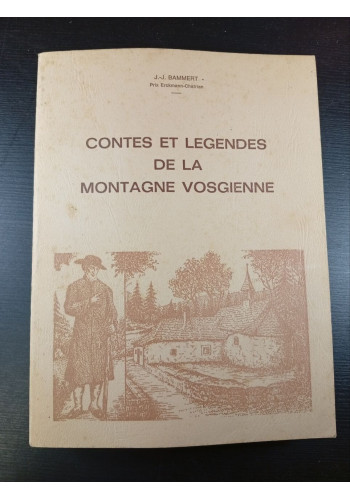 J.-J. BAMMERT -
Prix Erckmann-Chatrian
CONTES ET LEGENDES
DE LA
MONTAGNE VOSGIENNE